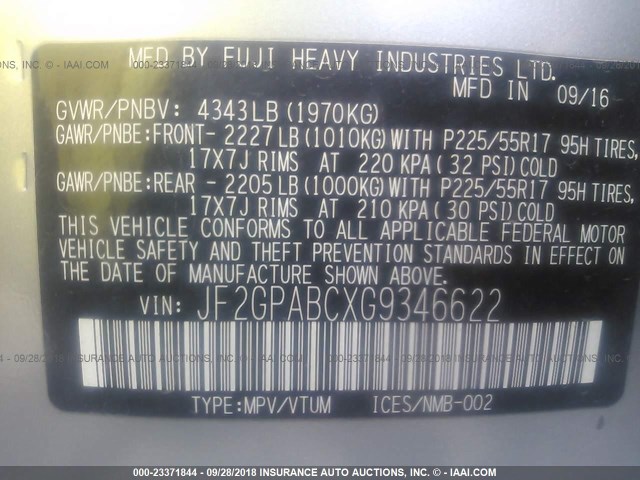 MFD BY FUJI HEAVY INDUSTRIES LTD.
MFD IN 09/16
GVWR/PNBV: 4343LB(1970KG)
GAWR/PNBE:FRONT- 2227LB(1010KG)WITH P225/55R17 95H TIRES,
17X7J RIMS AT 220 KPA(32 PSI)COLD
GAWR/PNBE:REAR - 2205LB(1000KG)WITH P225/55R17 95H TIRES,
17X7J RIMS AT 210 KPA(30 PSI)COLD
THIS VEHICLE CONFORMS TO ALL APPLICABLE FEDERAL MOTOR
VEHICLE SAFETY AND THEFT PREVENTION STANDARDS IN EFFECT ON
THE DATE OF MANUFACTURE SHOWN ABOVE.
VIN: JF2GPABCXG9346622
TYPE:MPV/VTUM ICES/NMB-002
000-23371844 - 09/28/2018 INSURANCE AUTO AUCTIONS, INC. - © - IAAI.COM